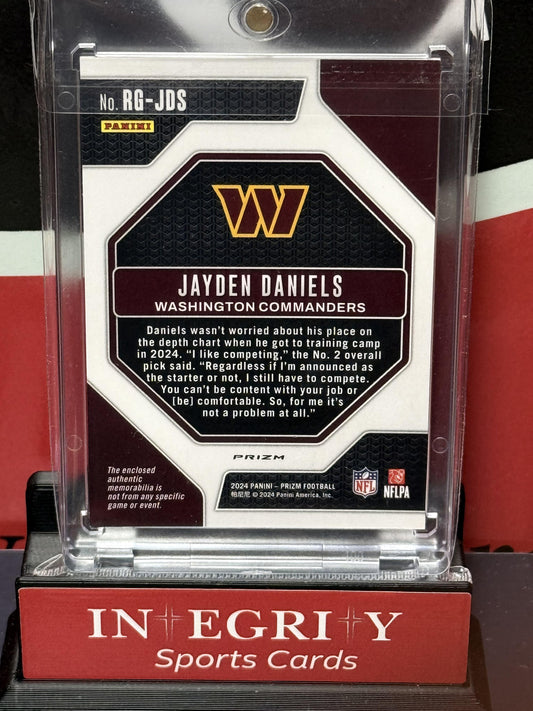 No. RG-JDS
PANINI
W
JAYDEN DANIELS
WASHINGTON COMMANDERS
Daniels wasn't worried about his place on
the depth chart when he got to training camp
in 2024. “I like competing,” the No. 2 overall
pick said. “Regardless if I'm announced as
the starter or not, I still have to compete.
You can't be content with your job or
[be] comfortable. So, for me it's
not a problem at all.”
PRIZM
The enclosed
authentic
memorabilia is
not from any specific
game or event.
2024 PANINI – PRIZM FOOTBALL
帕尼尼 © 2024 Panini America, Inc.
NFL
NFLPA
INTEGRITY
Sports Cards